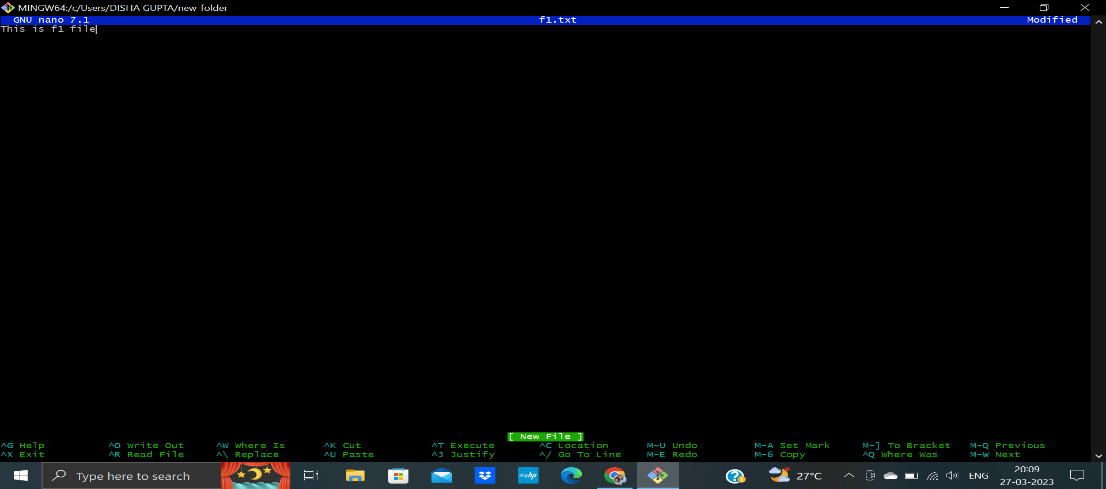 MINGW64:/c/Users/DISHA GUPTA/new folder
GNU nano 7.1 f1.txt Modified
This is f1 file
[ New File ]
^G Help ^O Write Out ^W Where Is ^K Cut ^T Execute ^C Location M-U Undo M-A Set Mark M-] To Bracket M-Q Previous
^X Exit ^R Read File ^\ Replace ^U Paste ^J Justify ^/ Go To Line M-E Redo M-6 Copy ^Q Where Was M-W Next
Type here to search myhp 27°C ENG 20:09
27-03-2023